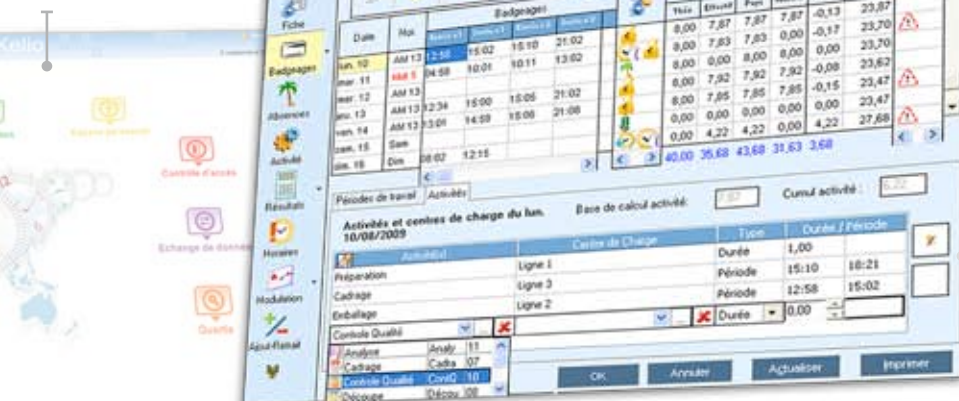 Kelio
Contrôle d'accès
Echange de données
Fiche
Badgeages
Absences
Activité
Résultats
Horaires
Modulation
Ajout-Retrait
Badgeages
Date Hor.
lun. 10 AM 13 12:58 15:02 15:10 21:02
mar. 11 Mat 5 04:58 10:01 10:11 13:02
mer. 12 AM 13
jeu. 13 AM 13 12:34 15:00 15:05 21:02
ven. 14 AM 13 13:01 14:59 15:08 21:08
sam. 15 Sam
dim. 16 Dim 08:02 12:15
Théo Effectif Payé
8,00 7,87 7,87 7,87 -0,13 23,87
8,00 7,83 7,83 0,00 -0,17 23,70
8,00 0,00 8,00 0,00 0,00 23,70
8,00 7,92 7,92 7,92 -0,08 23,62
8,00 7,85 7,85 7,85 -0,15 23,47
0,00 0,00 0,00 0,00 0,00 23,47
0,00 4,22 4,22 0,00 4,22 27,68
40,00 35,68 43,68 31,63 3,68
Périodes de travail Activités
Activités et centres de charge du lun.
10/08/2009
Base de calcul activité: 7,87 Cumul activité : 6,22
Activité(s) Centre de Charge Type Durée / Période
Préparation Ligne 1 Durée 1,00
Cadrage Ligne 3 Période 15:10 18:21
Emballage Ligne 2 Période 12:58 15:02
Controle Qualité Durée 0,00
Analyse Analy 11
Cadrage Cadra 07
Controle Qualité ContQ 10
Découpe Décou 08
OK Annuler Actualiser Imprimer